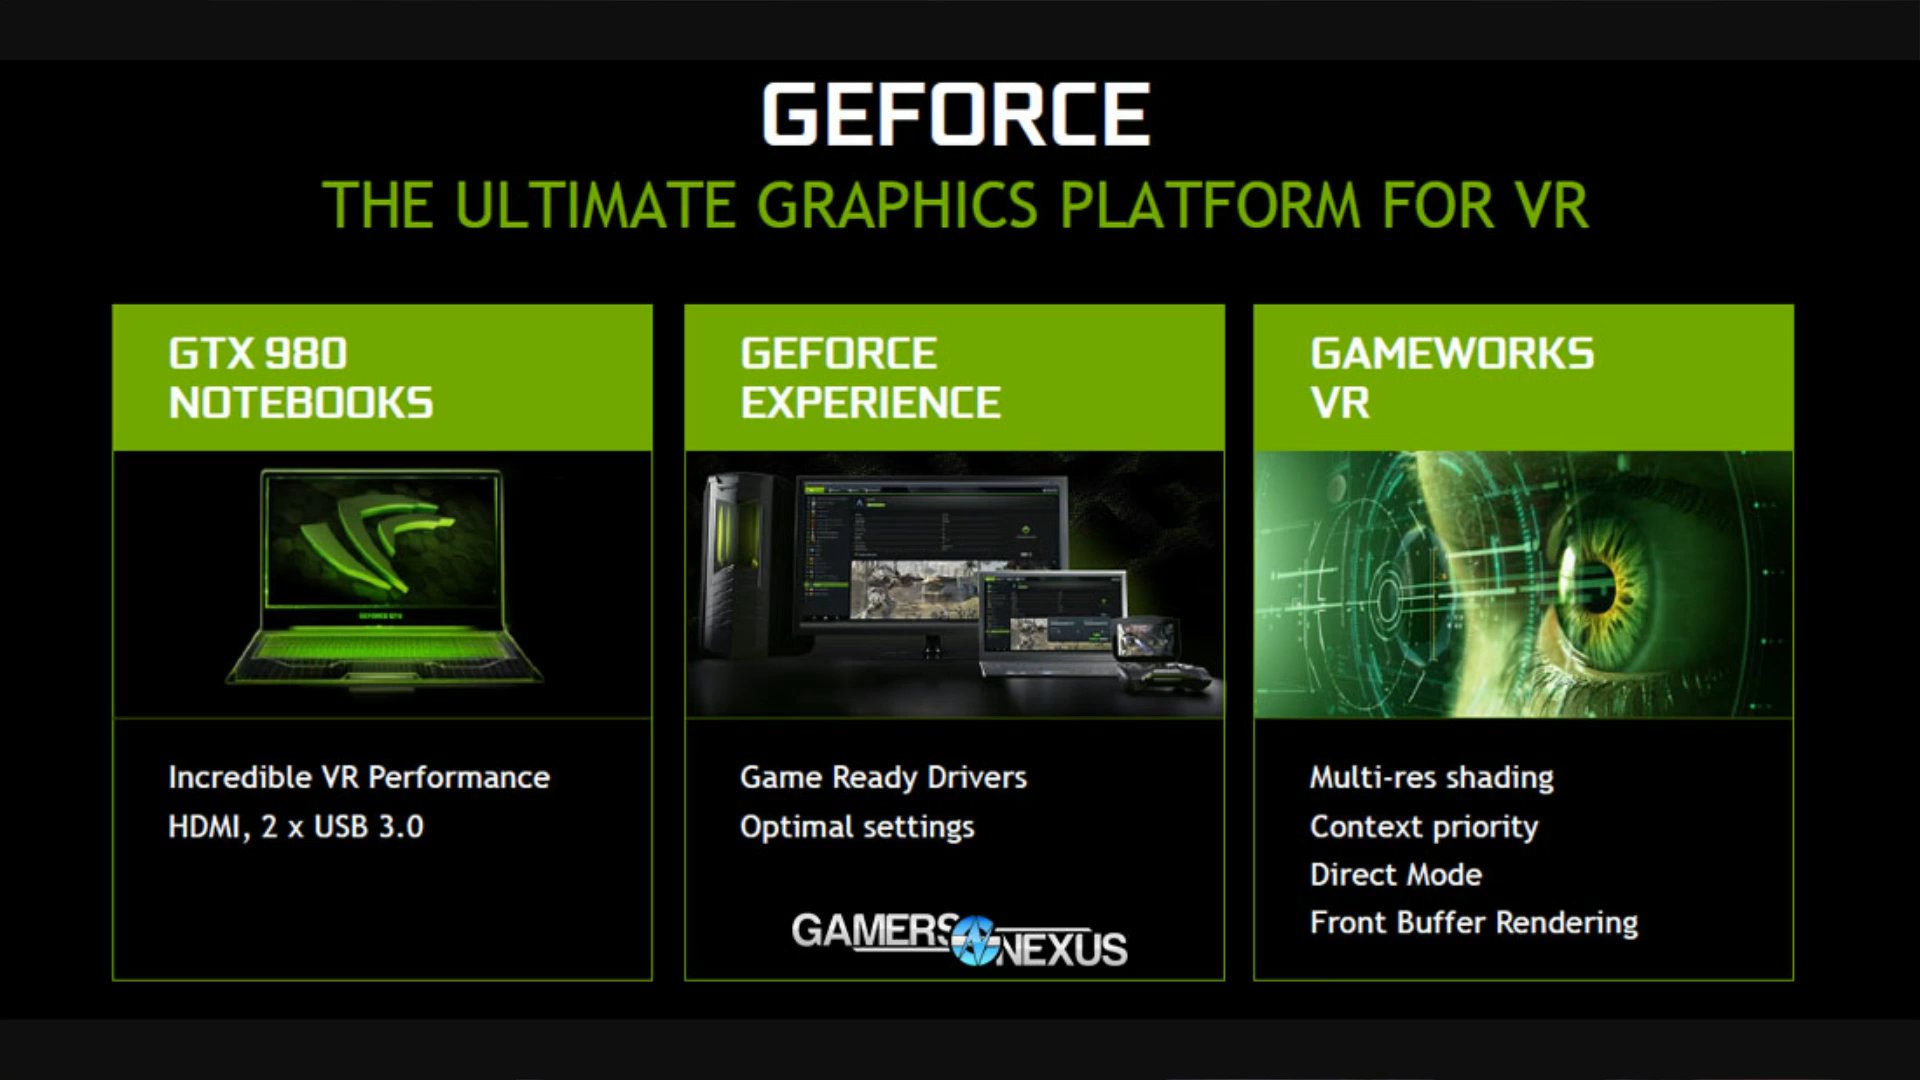 GEFORCE
THE ULTIMATE GRAPHICS PLATFORM FOR VR
GTX 980
NOTEBOOKS
GEFORCE GTX
Incredible VR Performance
HDMI, 2 x USB 3.0
GEFORCE
EXPERIENCE
Game Ready Drivers
Optimal settings
GAMERS NEXUS
GAMEWORKS
VR
Multi-res shading
Context priority
Direct Mode
Front Buffer Rendering